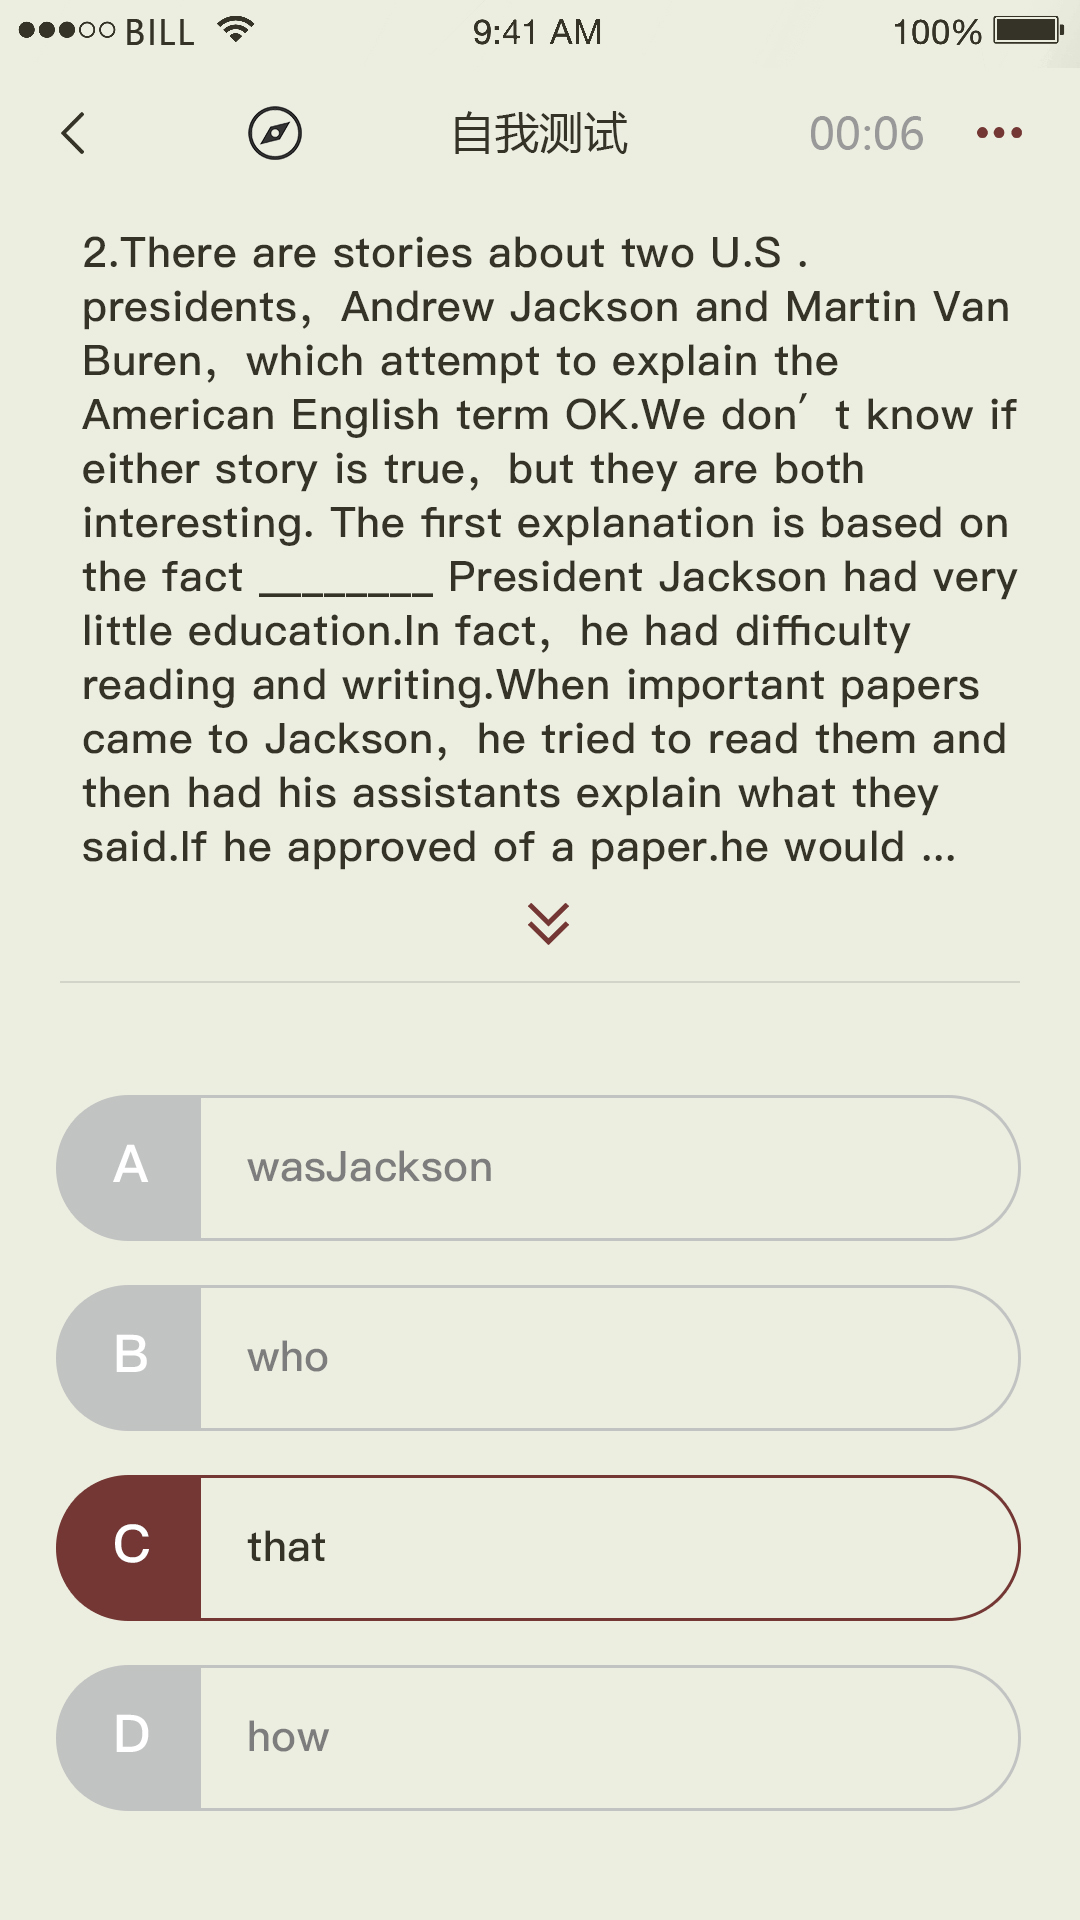 BILL
9:41 AM
100%
自我测试
00:06
2.There are stories about two U.S .
presidents，Andrew Jackson and Martin Van
Buren，which attempt to explain the
American English term OK.We don′t know if
either story is true，but they are both
interesting. The first explanation is based on
the fact ________ President Jackson had very
little education.In fact，he had difficulty
reading and writing.When important papers
came to Jackson，he tried to read them and
then had his assistants explain what they
said.If he approved of a paper.he would ...
A
wasJackson
B
who
C
that
D
how